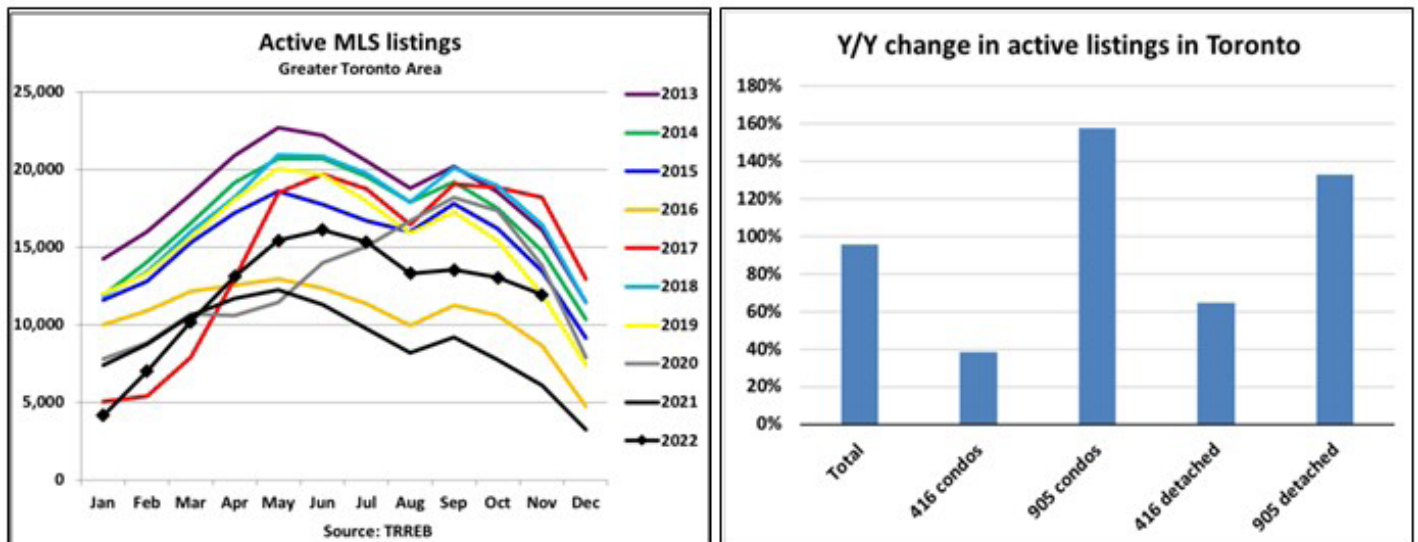 Active MLS listings
Greater Toronto Area
25,000
20,000
15,000
10,000
5,000
0
Jan Feb Mar Apr May Jun Jul Aug Sep Oct Nov Dec
Source: TRREB
2013
2014
2015
2016
2017
2018
2019
2020
2021
2022
Y/Y change in active listings in Toronto
180%
160%
140%
120%
100%
80%
60%
40%
20%
0%
Total
416 condos
905 condos
416 detached
905 detached